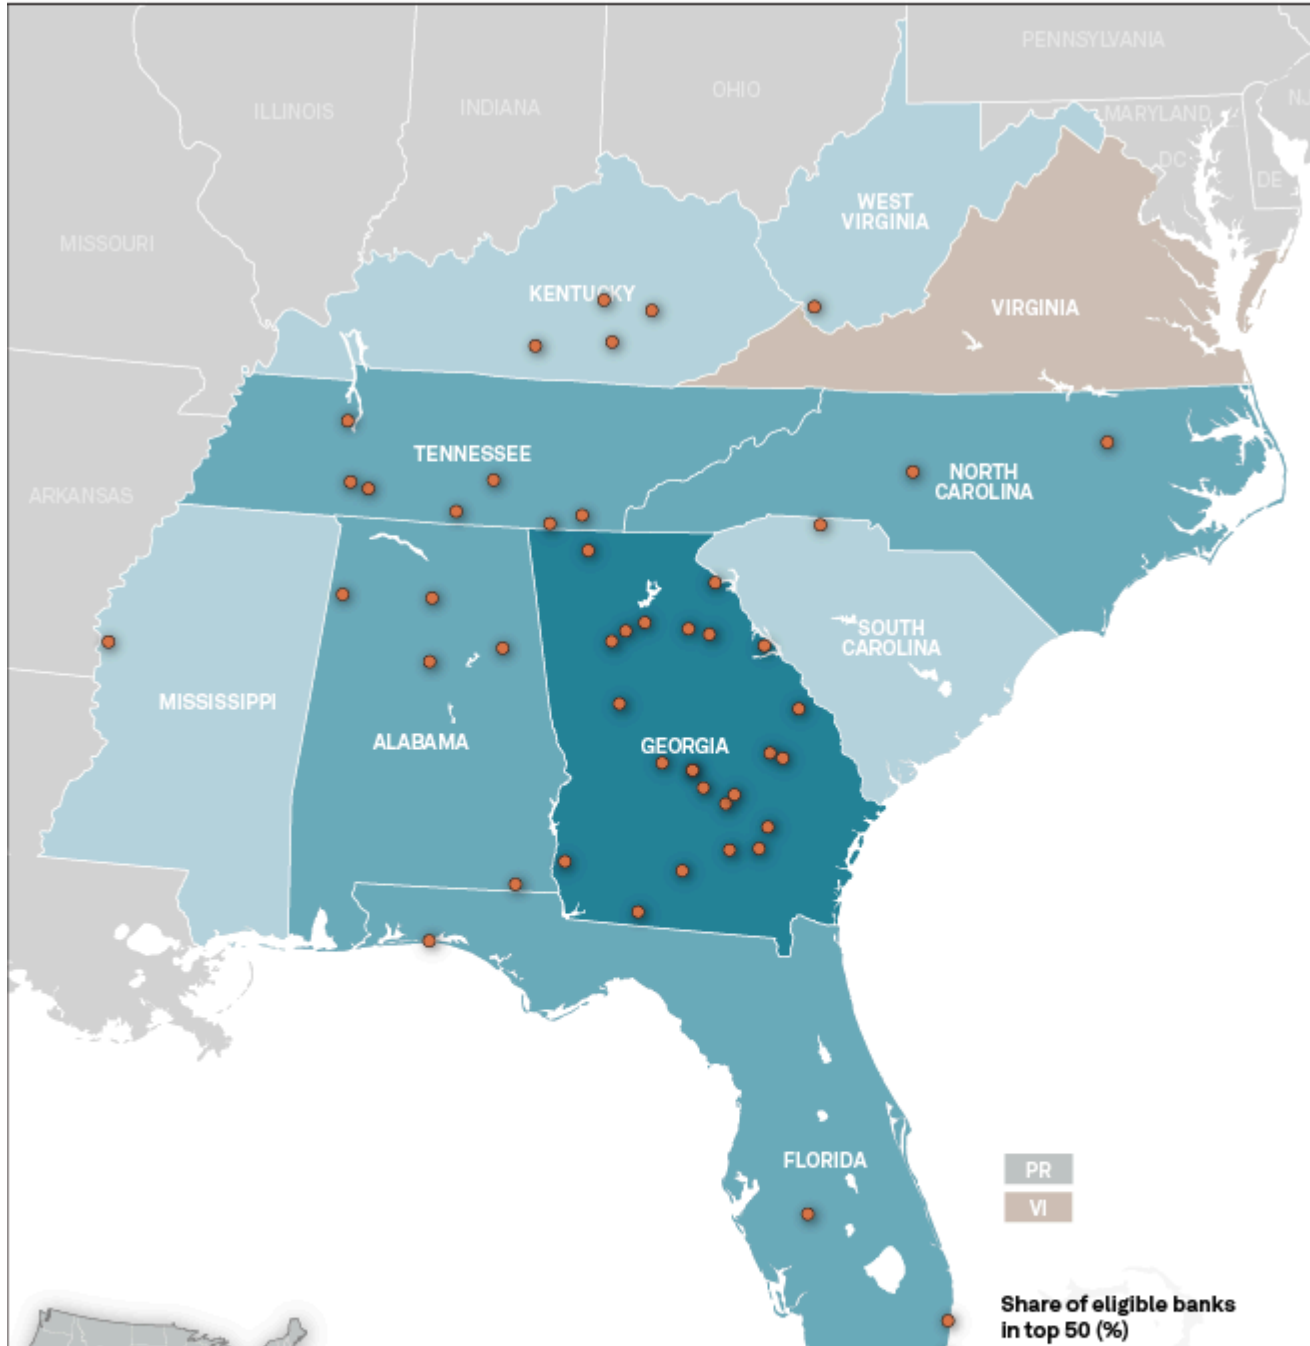 PENNSYLVANIA
OHIO
INDIANA
ILLINOIS
NJ
MARYLAND
DC
DE
WEST
VIRGINIA
MISSOURI
KENTUCKY
VIRGINIA
TENNESSEE
NORTH
CAROLINA
ARKANSAS
SOUTH
CAROLINA
MISSISSIPPI
ALABAMA
GEORGIA
FLORIDA
PR
VI
Share of eligible banks
in top 50 (%)